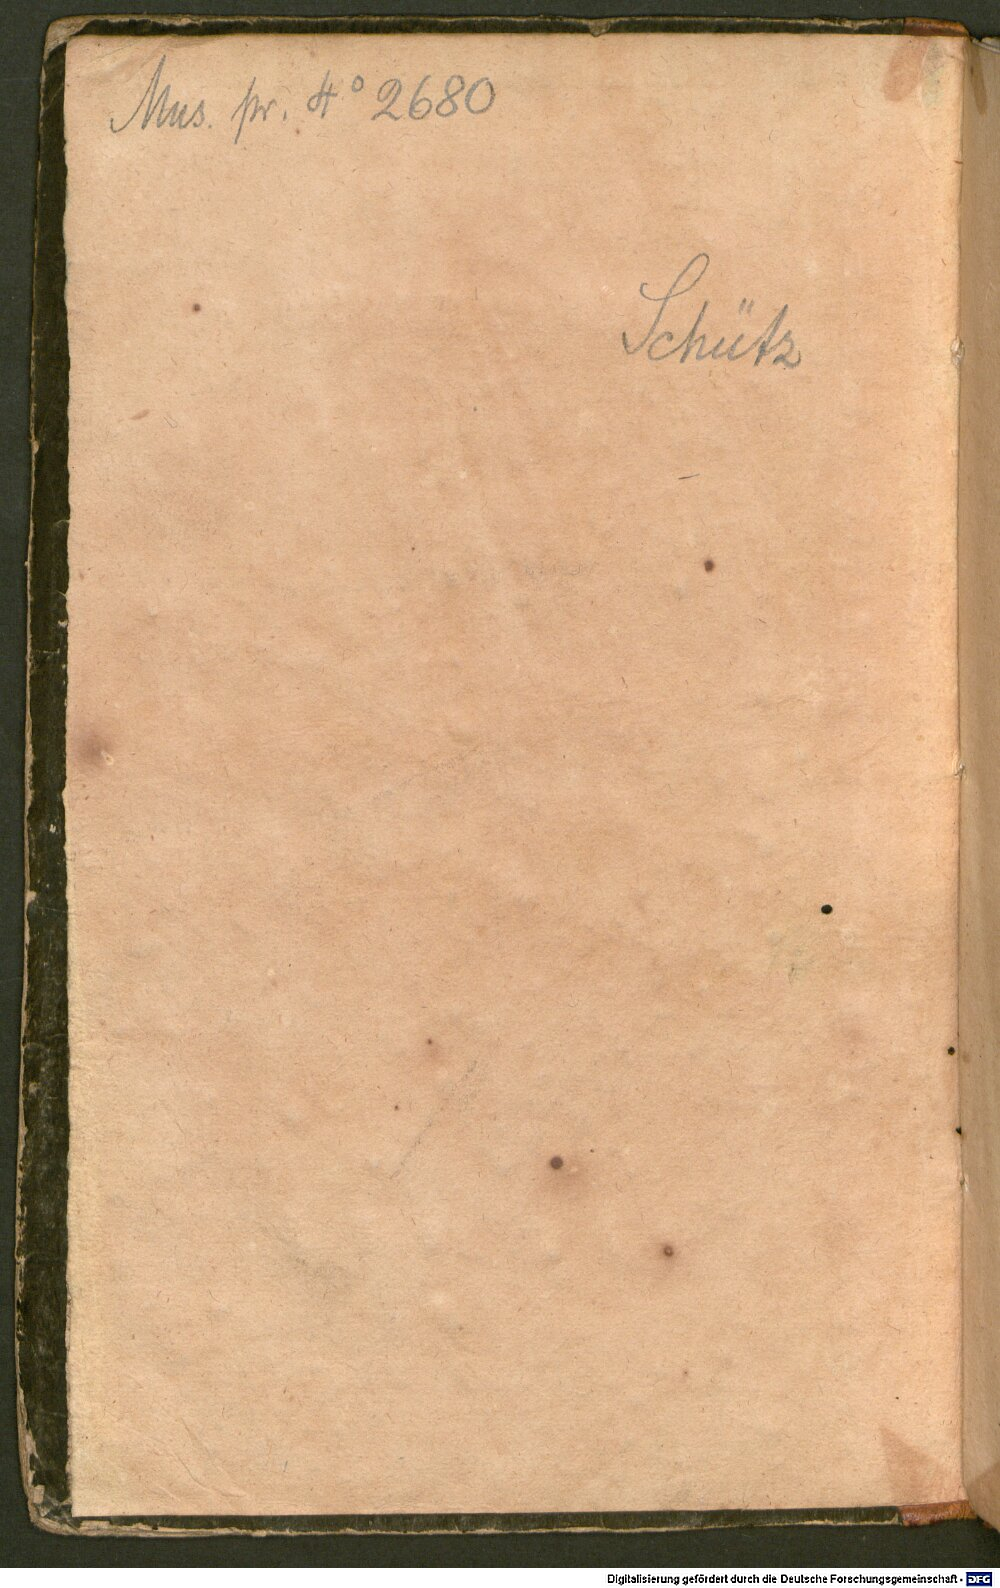 Mus. pr. 4° 2680
Schütz
Digitalisierung gefördert durch die Deutsche Forschungsgemeinschaft - DFG